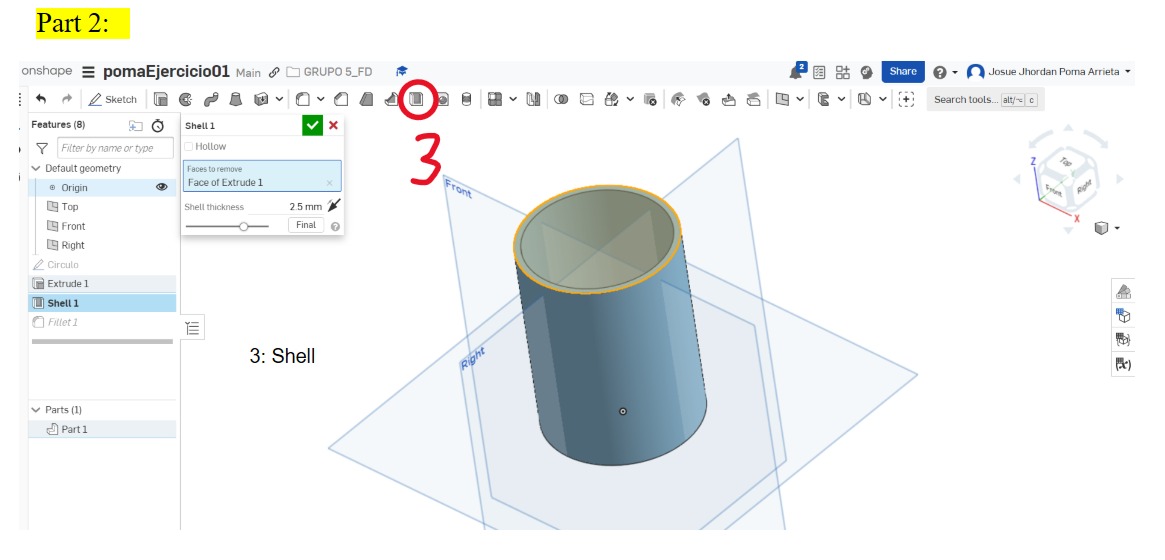 Part 2:
onshape pomaEjercicio01 Main GRUPO 5_FD 2 Share Josue Jhordan Poma Arrieta
Sketch Search tools... alt/⌥ c
Features (8)
Filter by name or type
Default geometry
Origin
Top
Front
Right
Circulo
Extrude 1
Shell 1
Fillet 1
Parts (1)
Part 1
Shell 1
Hollow
Faces to remove
Face of Extrude 1
Shell thickness 2.5 mm
Final
3
3: Shell
Front
Right
Z
Top
Front
Right
X
(x)